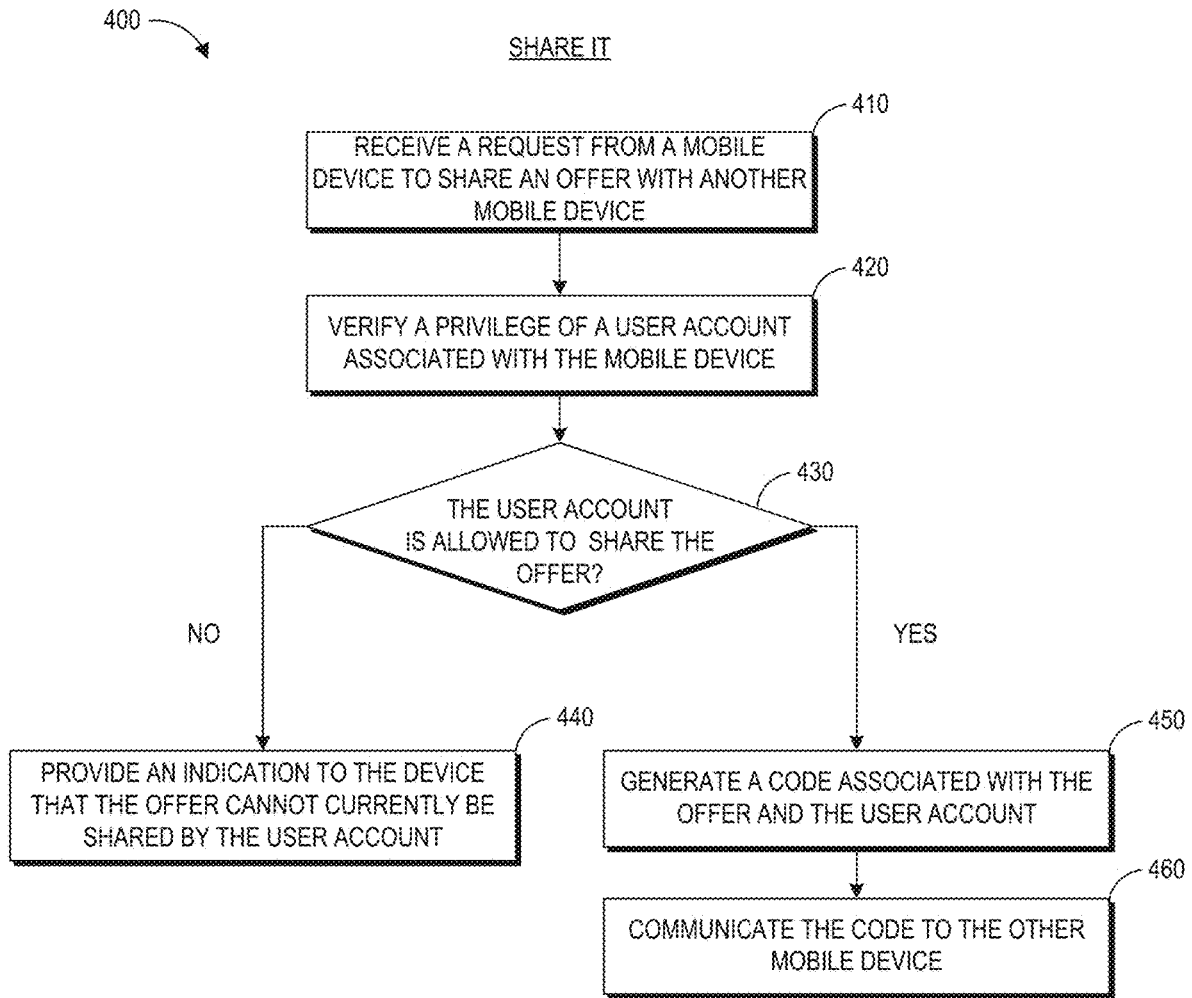 400
SHARE IT
410
RECEIVE A REQUEST FROM A MOBILE
DEVICE TO SHARE AN OFFER WITH ANOTHER
MOBILE DEVICE
420
VERIFY A PRIVILEGE OF A USER ACCOUNT
ASSOCIATED WITH THE MOBILE DEVICE
430
THE USER ACCOUNT
IS ALLOWED TO SHARE THE
OFFER?
NO
YES
440
PROVIDE AN INDICATION TO THE DEVICE
THAT THE OFFER CANNOT CURRENTLY BE
SHARED BY THE USER ACCOUNT
450
GENERATE A CODE ASSOCIATED WITH THE
OFFER AND THE USER ACCOUNT
460
COMMUNICATE THE CODE TO THE OTHER
MOBILE DEVICE